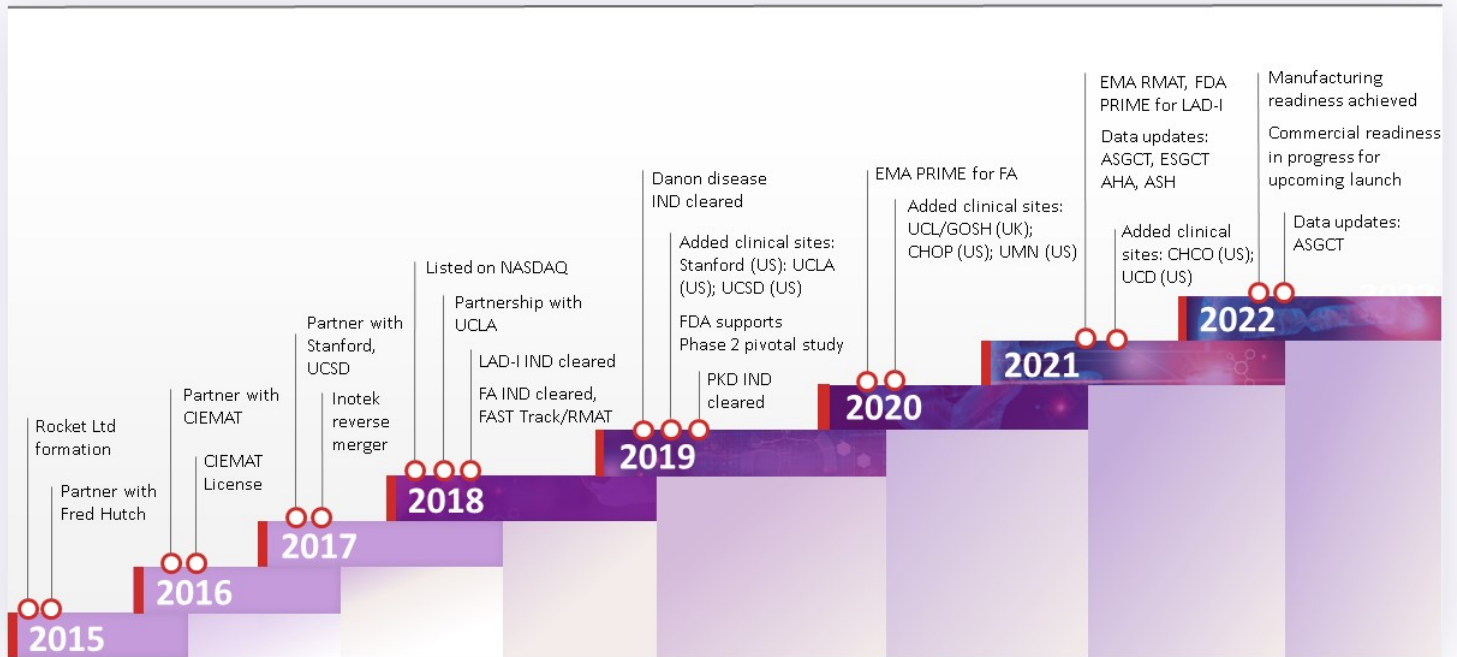 Rocket Ltd
formation
Partner with
Fred Hutch
2015
Partner with
CIEMAT
CIEMAT
License
2016
Partner with
Stanford,
UCSD
Inotek
reverse
merger
2017
Listed on NASDAQ
Partnership with
UCLA
LAD-I IND cleared
FA IND cleared,
FAST Track/RMAT
2018
Danon disease
IND cleared
Added clinical sites:
Stanford (US): UCLA
(US); UCSD (US)
FDA supports
Phase 2 pivotal study
PKD IND
cleared
2019
EMA PRIME for FA
Added clinical sites:
UCL/GOSH (UK);
CHOP (US); UMN (US)
2020
EMA RMAT, FDA
PRIME for LAD-I
Data updates:
ASGCT, ESGCT
AHA, ASH
Added clinical
sites: CHCO (US);
UCD (US)
2021
Manufacturing
readiness achieved
Commercial readiness
in progress for
upcoming launch
Data updates:
ASGCT
2022